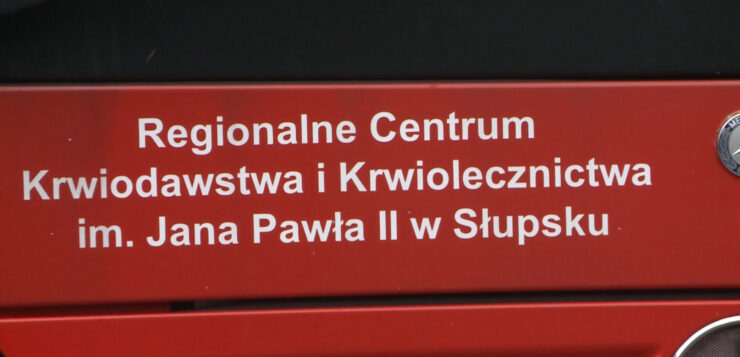 Regionalne Centrum
Krwiodawstwa i Krwiolecznictwa
im. Jana Pawła II w Słupsku